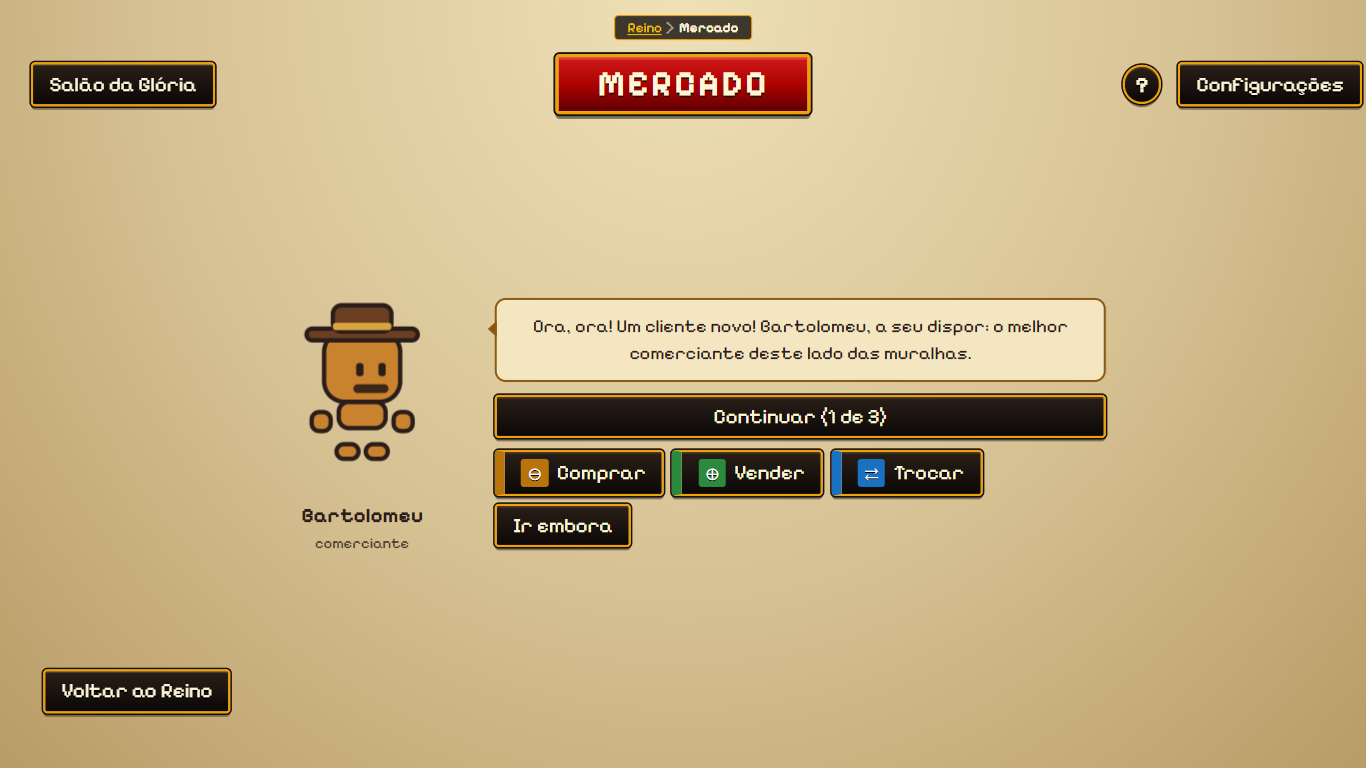 Reino > Mercado
Salão da Glória
MERCADO
?
Configurações
Ora, ora! Um cliente novo! Bartolomeu, a seu dispor: o melhor
comerciante deste lado das muralhas.
Continuar (1 de 3)
⊖ Comprar
⊕ Vender
⇄ Trocar
Ir embora
Bartolomeu
comerciante
Voltar ao Reino